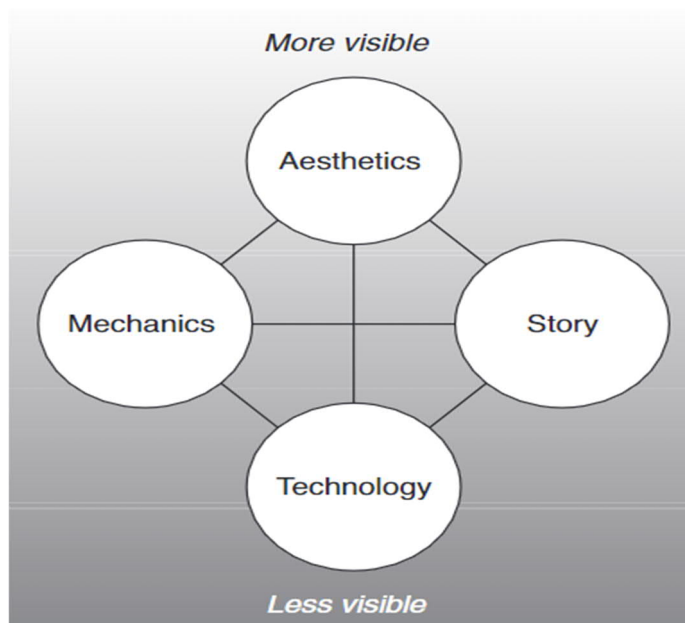 More visible
Aesthetics
Mechanics
Story
Technology
Less visible